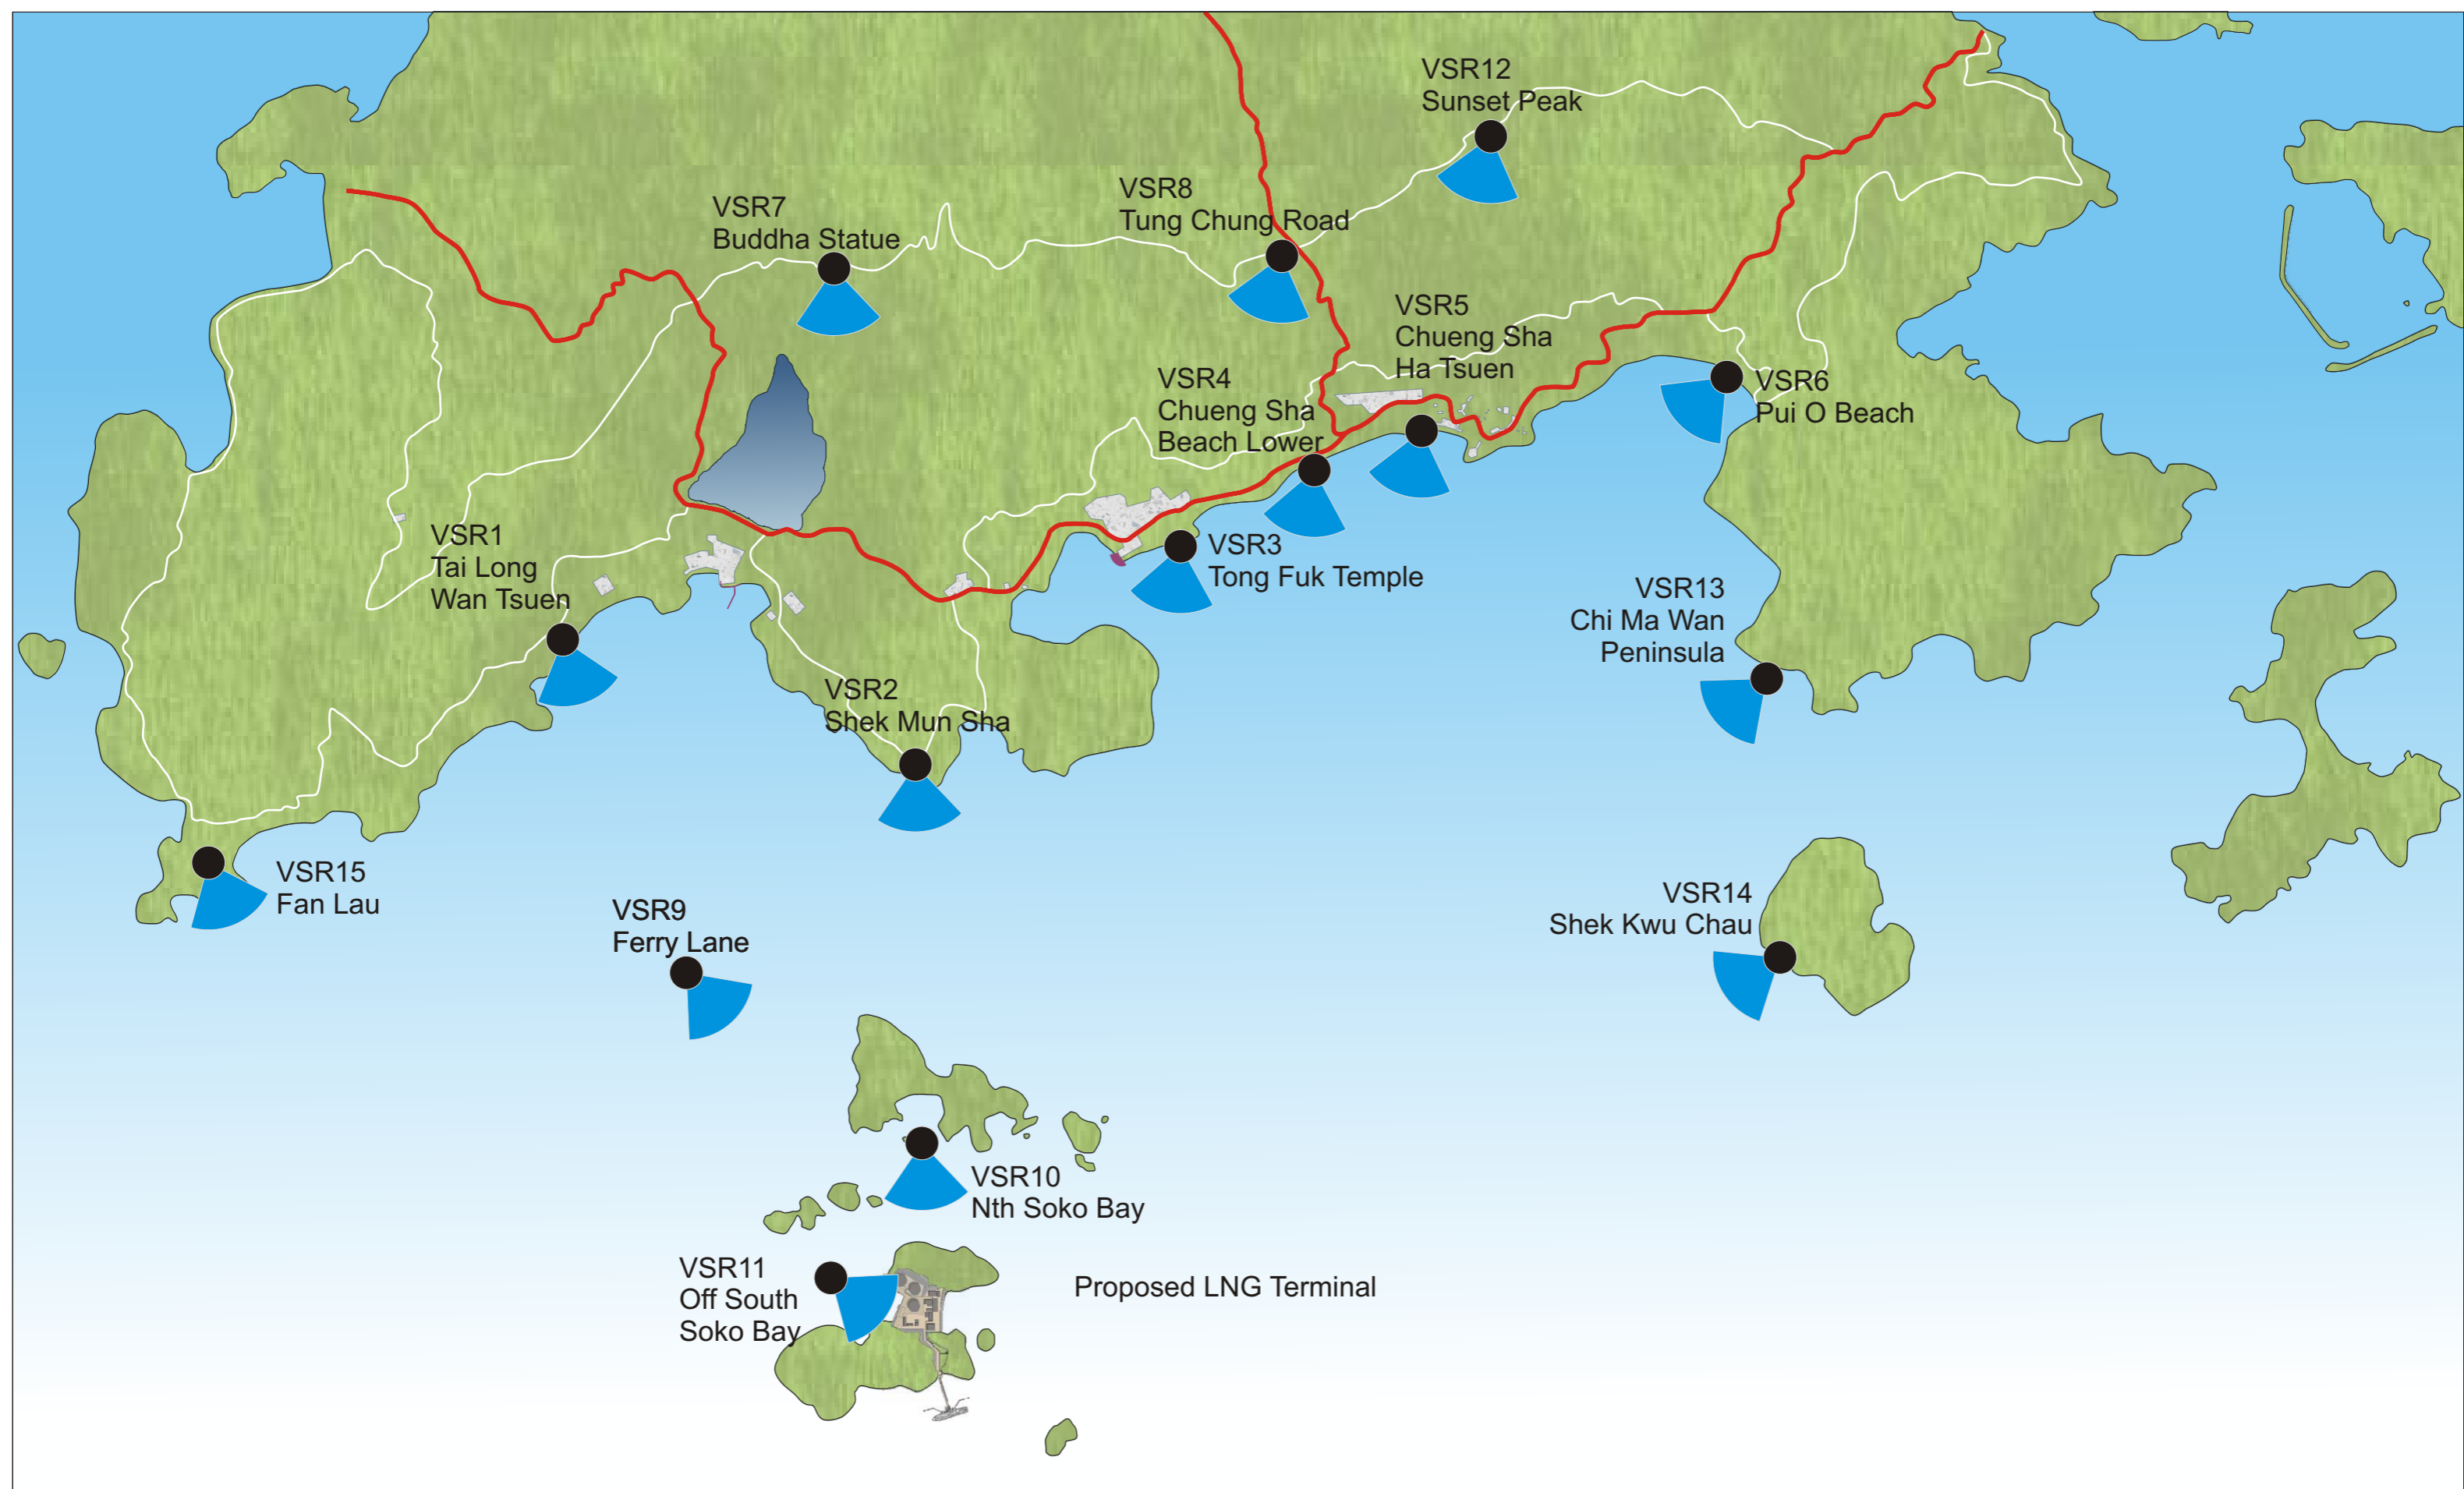 VSR12
Sunset Peak
VSR8
Tung Chung Road
VSR7
Buddha Statue
VSR5
Chueng Sha
Ha Tsuen
VSR4
Chueng Sha
Beach Lower
VSR6
Pui O Beach
VSR1
Tai Long
Wan Tsuen
VSR3
Tong Fuk Temple
VSR13
Chi Ma Wan
Peninsula
VSR2
Shek Mun Sha
VSR15
Fan Lau
VSR9
Ferry Lane
VSR14
Shek Kwu Chau
VSR10
Nth Soko Bay
VSR11
Off South
Soko Bay
Proposed LNG Terminal